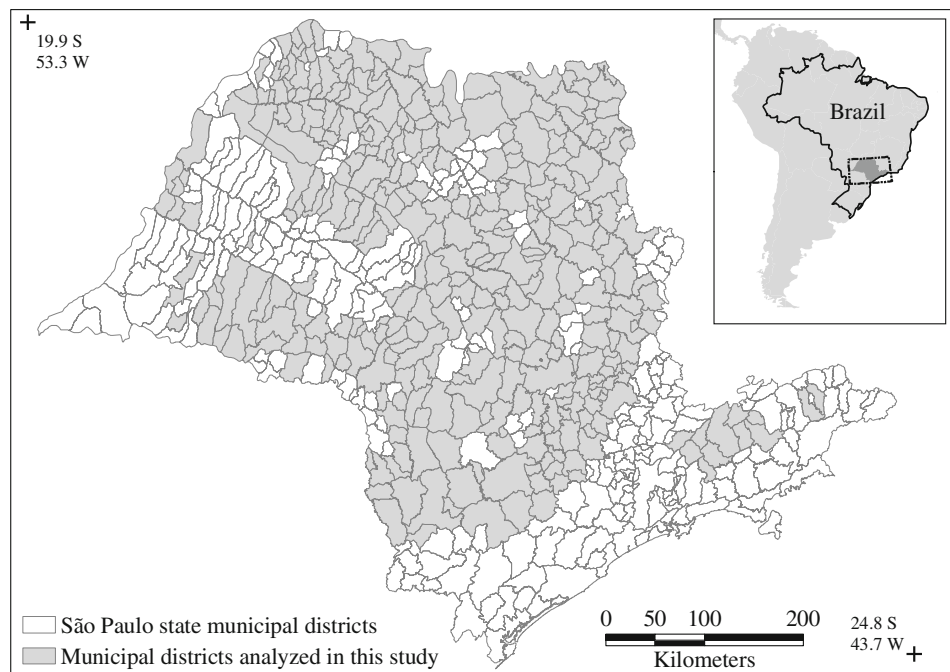 19.9 S
53.3 W
Brazil
São Paulo state municipal districts
Municipal districts analyzed in this study
0 50 100 200
Kilometers
24.8 S
43.7 W